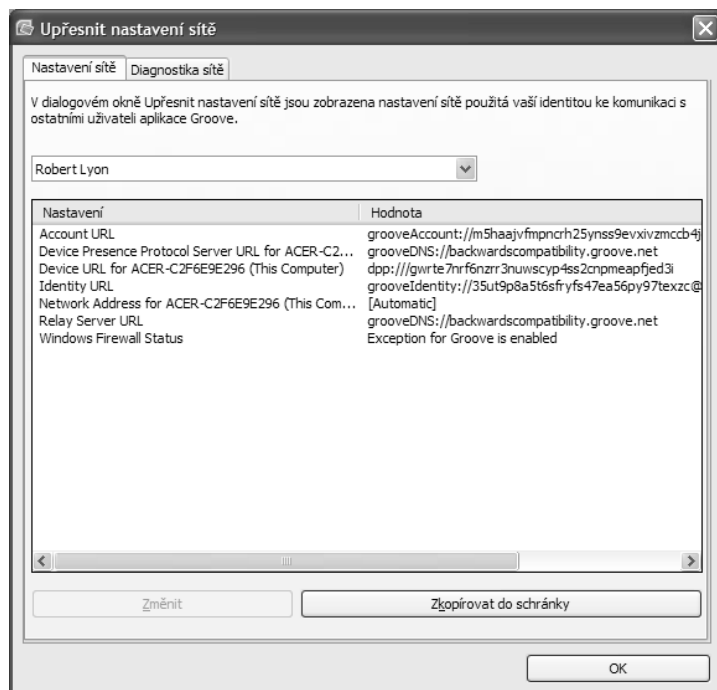 Upřesnit nastavení sítě
Nastavení sítě
Diagnostika sítě
V dialogovém okně Upřesnit nastavení sítě jsou zobrazena nastavení sítě použitá vaší identitou ke komunikaci s
ostatními uživateli aplikace Groove.
Robert Lyon
Nastavení Hodnota
Account URL grooveAccount://m5haajvfmpncrh25ynss9evxivzmccb4j
Device Presence Protocol Server URL for ACER-C2... grooveDNS://backwardscompatibility.groove.net
Device URL for ACER-C2F6E9E296 (This Computer) dpp:///gwrte7nrf6nzrr3nuwscyp4ss2cnpmeapfjed3i
Identity URL grooveIdentity://35ut9p8a5t6sfryfs47ea56py97texzc@
Network Address for ACER-C2F6E9E296 (This Com... [Automatic]
Relay Server URL grooveDNS://backwardscompatibility.groove.net
Windows Firewall Status Exception for Groove is enabled
Změnit
Zkopírovat do schránky
OK